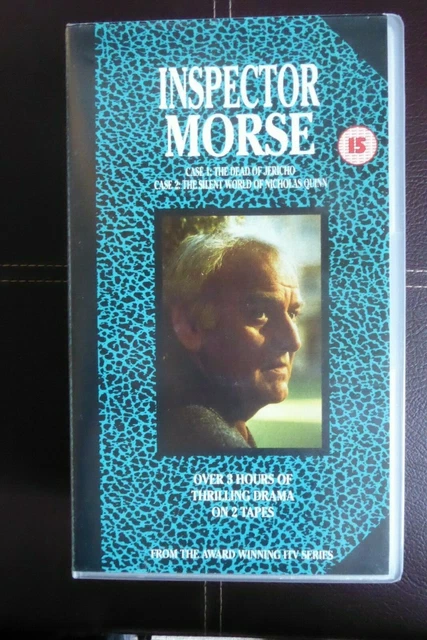 INSPECTOR
MORSE
15
CASE 1: THE DEAD OF JERICHO
CASE 2: THE SILENT WORLD OF NICHOLAS QUINN
OVER 3 HOURS OF
THRILLING DRAMA
ON 2 TAPES
FROM THE AWARD WINNING ITV SERIES